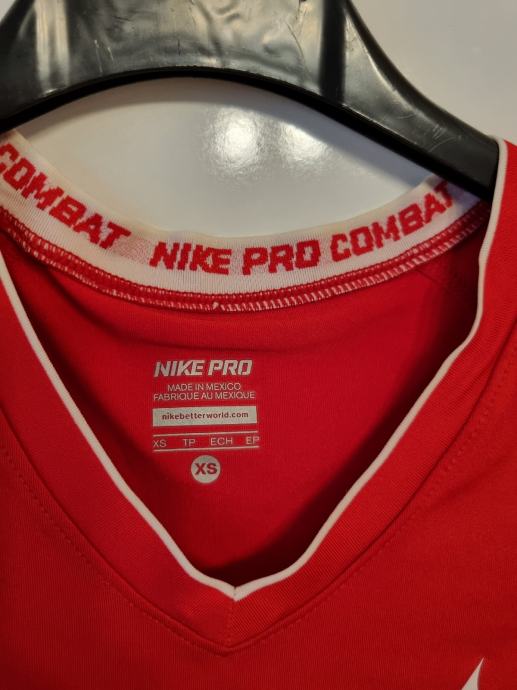 COMBAT NIKE PRO COMBAT
NIKE PRO
MADE IN MEXICO
FABRIQUE AU MEXIQUE
nikebetterworld.com
XS TP ECH EP
XS